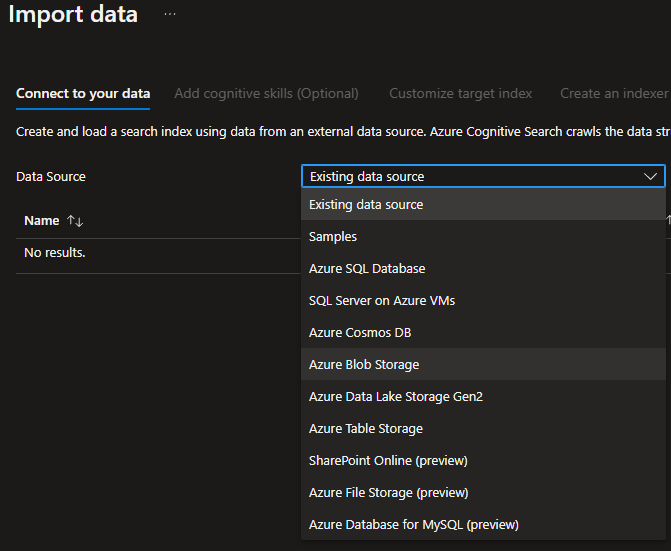 Import data ...
Connect to your data Add cognitive skills (Optional) Customize target index Create an indexer
Create and load a search index using data from an external data source. Azure Cognitive Search crawls the data str
Data Source Existing data source
Name
No results.
Existing data source
Samples
Azure SQL Database
SQL Server on Azure VMs
Azure Cosmos DB
Azure Blob Storage
Azure Data Lake Storage Gen2
Azure Table Storage
SharePoint Online (preview)
Azure File Storage (preview)
Azure Database for MySQL (preview)